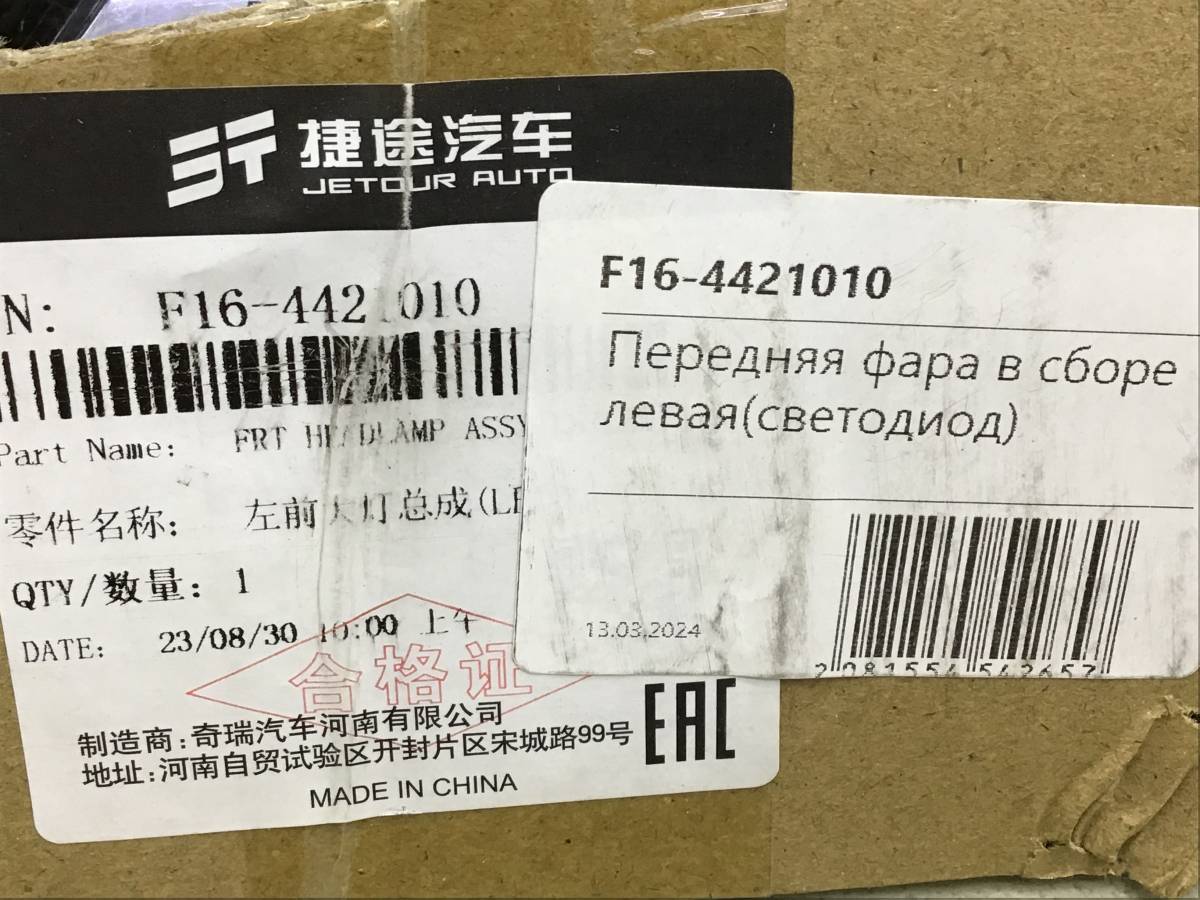 捷途汽车
JETOUR AUTO
N: F16-4421010
Part Name: FRT HEADLAMP ASSY
零件名称: 左前大灯总成(LE
QTY/数量: 1
DATE: 23/08/30 10:00 上午
合格证
制造商:奇瑞汽车河南有限公司
地址:河南自贸试验区开封片区宋城路99号
MADE IN CHINA
EAC
F16-4421010
Передняя фара в сборе
левая(светодиод)
13.03.2024
2 081554 542657